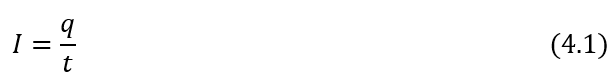 I = q/t (4.1)